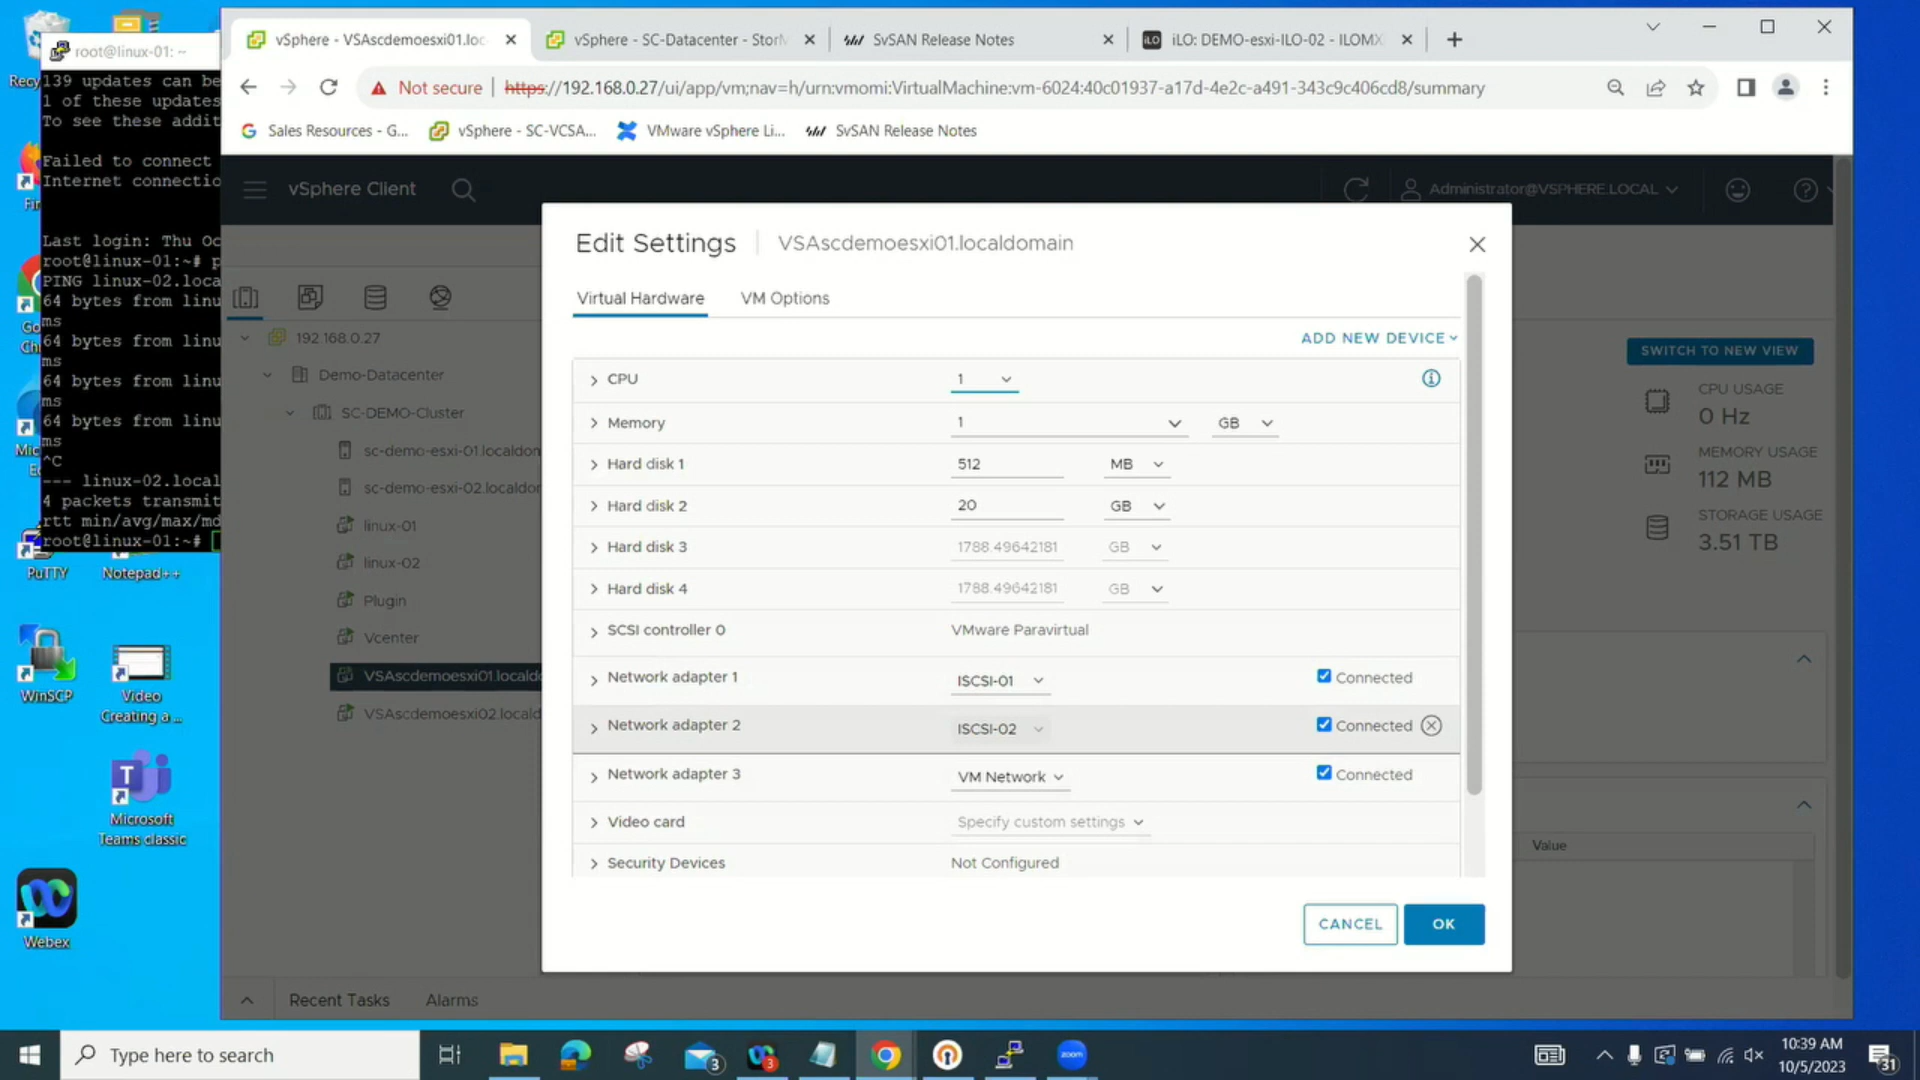 vSphere - VSAscdemoesxi01.loc
vSphere - SC-Datacenter - StorM
SvSAN Release Notes
iLO: DEMO-esxi-ILO-02 - ILOMX
Not secure
https://192.168.0.27/ui/app/vm;nav=h/urn:vmomi:VirtualMachine:vm-6024:40c01937-a17d-4e2c-a491-343c9c406cd8/summary
Sales Resources - G...
vSphere - SC-VCSA...
VMware vSphere Li...
SvSAN Release Notes
root@linux-01: ~
139 updates can be
1 of these updates
To see these addit
Failed to connect
Internet connectio
Last login: Thu Oc
root@linux-01:~# p
PING linux-02.loca
64 bytes from linu
ms
64 bytes from linu
ms
64 bytes from linu
ms
64 bytes from linu
ms
^C
--- linux-02.local
4 packets transmit
rtt min/avg/max/md
root@linux-01:~#
Recy
Fir
Go
Chr
Mic
Ed
PuTTY
Notepad++
WinSCP
Video
Creating a ...
Microsoft
Teams classic
Webex
vSphere Client
Administrator@VSPHERE.LOCAL
192.168.0.27
Demo-Datacenter
SC-DEMO-Cluster
sc-demo-esxi-01.localdon
sc-demo-esxi-02.localdor
linux-01
linux-02
Plugin
Vcenter
VSAscdemoesxi01.localdo
VSAscdemoesxi02.locald
Edit Settings
VSAscdemoesxi01.localdomain
Virtual Hardware
VM Options
ADD NEW DEVICE
CPU 1
Memory 1 GB
Hard disk 1 512 MB
Hard disk 2 20 GB
Hard disk 3 1788.49642181 GB
Hard disk 4 1788.49642181 GB
SCSI controller 0 VMware Paravirtual
Network adapter 1 ISCSI-01 Connected
Network adapter 2 ISCSI-02 Connected
Network adapter 3 VM Network Connected
Video card Specify custom settings
Security Devices Not Configured
CANCEL
OK
SWITCH TO NEW VIEW
CPU USAGE
0 Hz
MEMORY USAGE
112 MB
STORAGE USAGE
3.51 TB
Value
Recent Tasks
Alarms
Type here to search
3
3
zoom
10:39 AM
10/5/2023
31